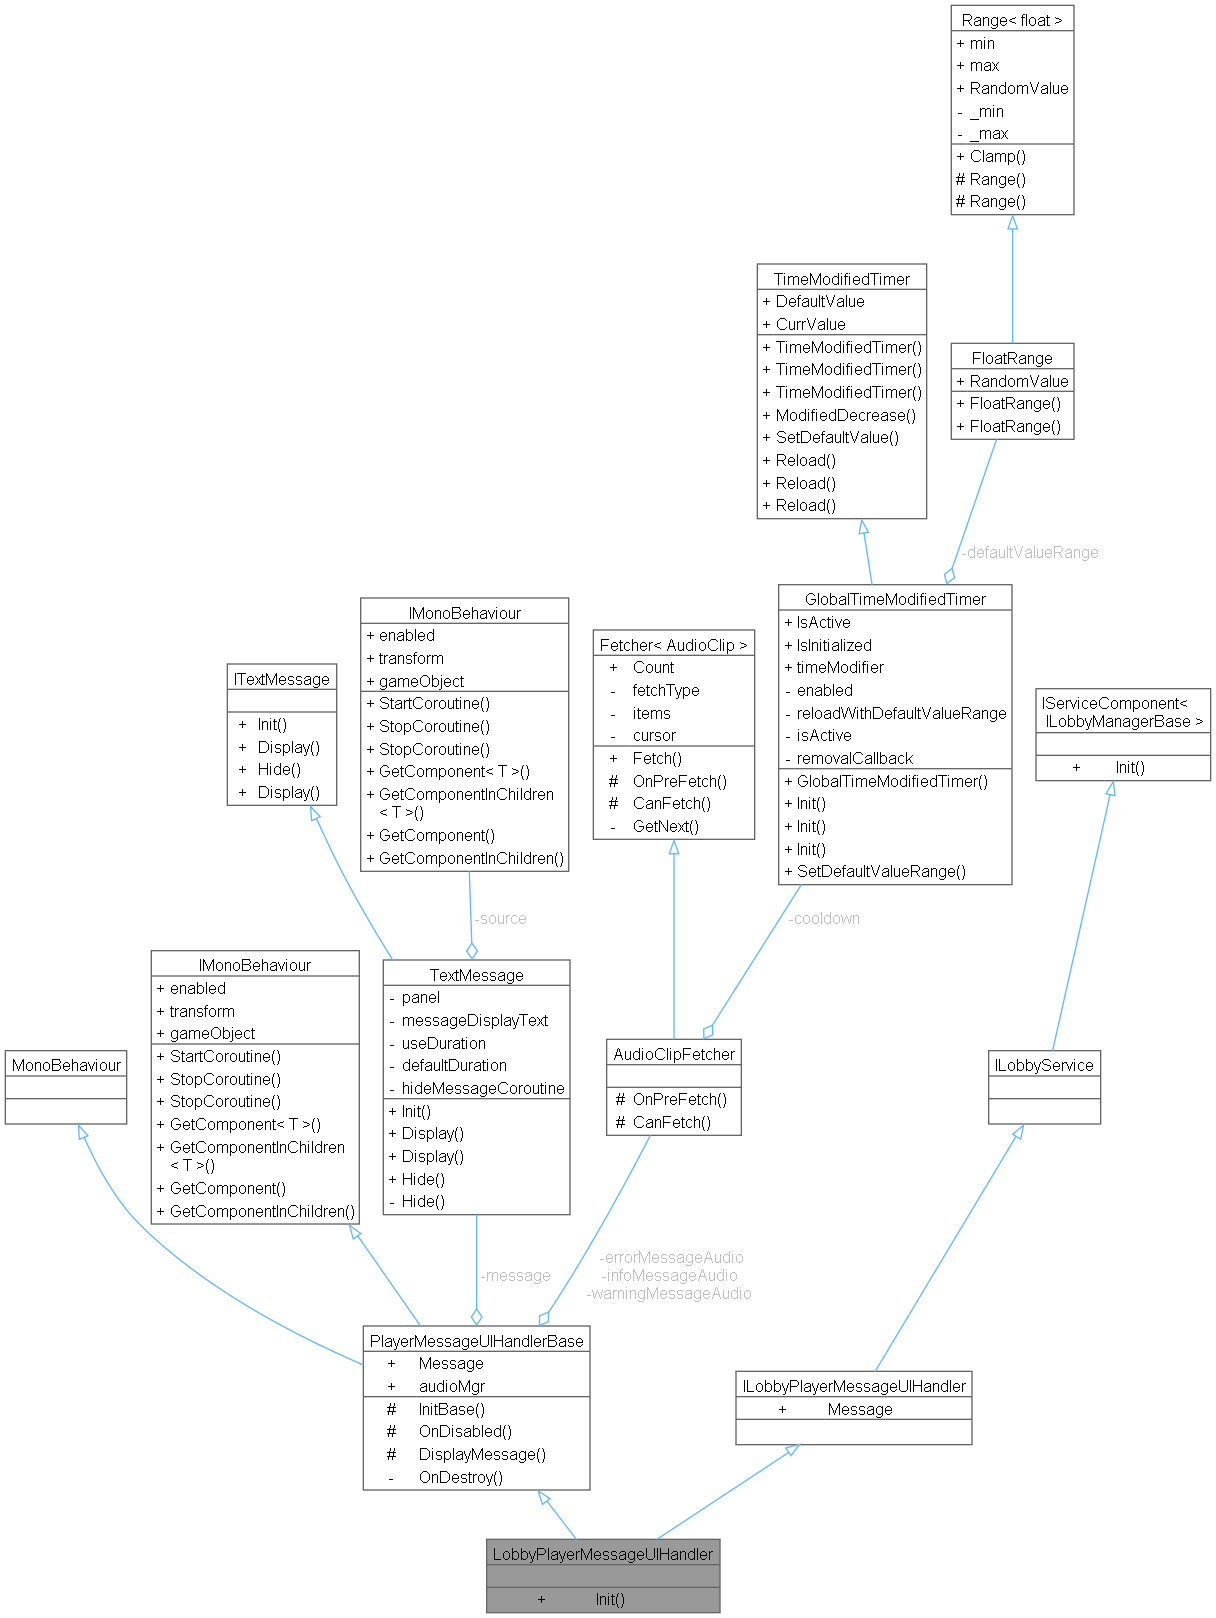 Range< float >
+ min
+ max
+ RandomValue
- _min
- _max
+ Clamp()
# Range()
# Range()
TimeModifiedTimer
+ DefaultValue
+ CurrValue
+ TimeModifiedTimer()
+ TimeModifiedTimer()
+ TimeModifiedTimer()
+ ModifiedDecrease()
+ SetDefaultValue()
+ Reload()
+ Reload()
+ Reload()
FloatRange
+ RandomValue
+ FloatRange()
+ FloatRange()
-defaultValueRange
GlobalTimeModifiedTimer
+ IsActive
+ IsInitialized
+ timeModifier
- enabled
- reloadWithDefaultValueRange
- isActive
- removalCallback
+ GlobalTimeModifiedTimer()
+ Init()
+ Init()
+ Init()
+ SetDefaultValueRange()
IMonoBehaviour
+ enabled
+ transform
+ gameObject
+ StartCoroutine()
+ StopCoroutine()
+ StopCoroutine()
+ GetComponent< T >()
+ GetComponentInChildren
< T >()
+ GetComponent()
+ GetComponentInChildren()
Fetcher< AudioClip >
+ Count
- fetchType
- items
- cursor
+ Fetch()
# OnPreFetch()
# CanFetch()
- GetNext()
ITextMessage
+ Init()
+ Display()
+ Hide()
+ Display()
IServiceComponent<
ILobbyManagerBase >
+ Init()
-source
-cooldown
IMonoBehaviour
+ enabled
+ transform
+ gameObject
+ StartCoroutine()
+ StopCoroutine()
+ StopCoroutine()
+ GetComponent< T >()
+ GetComponentInChildren
< T >()
+ GetComponent()
+ GetComponentInChildren()
TextMessage
- panel
- messageDisplayText
- useDuration
- defaultDuration
- hideMessageCoroutine
+ Init()
+ Display()
+ Display()
+ Hide()
- Hide()
AudioClipFetcher
# OnPreFetch()
# CanFetch()
MonoBehaviour
ILobbyService
-message
-errorMessageAudio
-infoMessageAudio
-warningMessageAudio
PlayerMessageUIHandlerBase
+ Message
+ audioMgr
# InitBase()
# OnDisabled()
# DisplayMessage()
- OnDestroy()
ILobbyPlayerMessageUIHandler
+ Message
LobbyPlayerMessageUIHandler
+ Init()